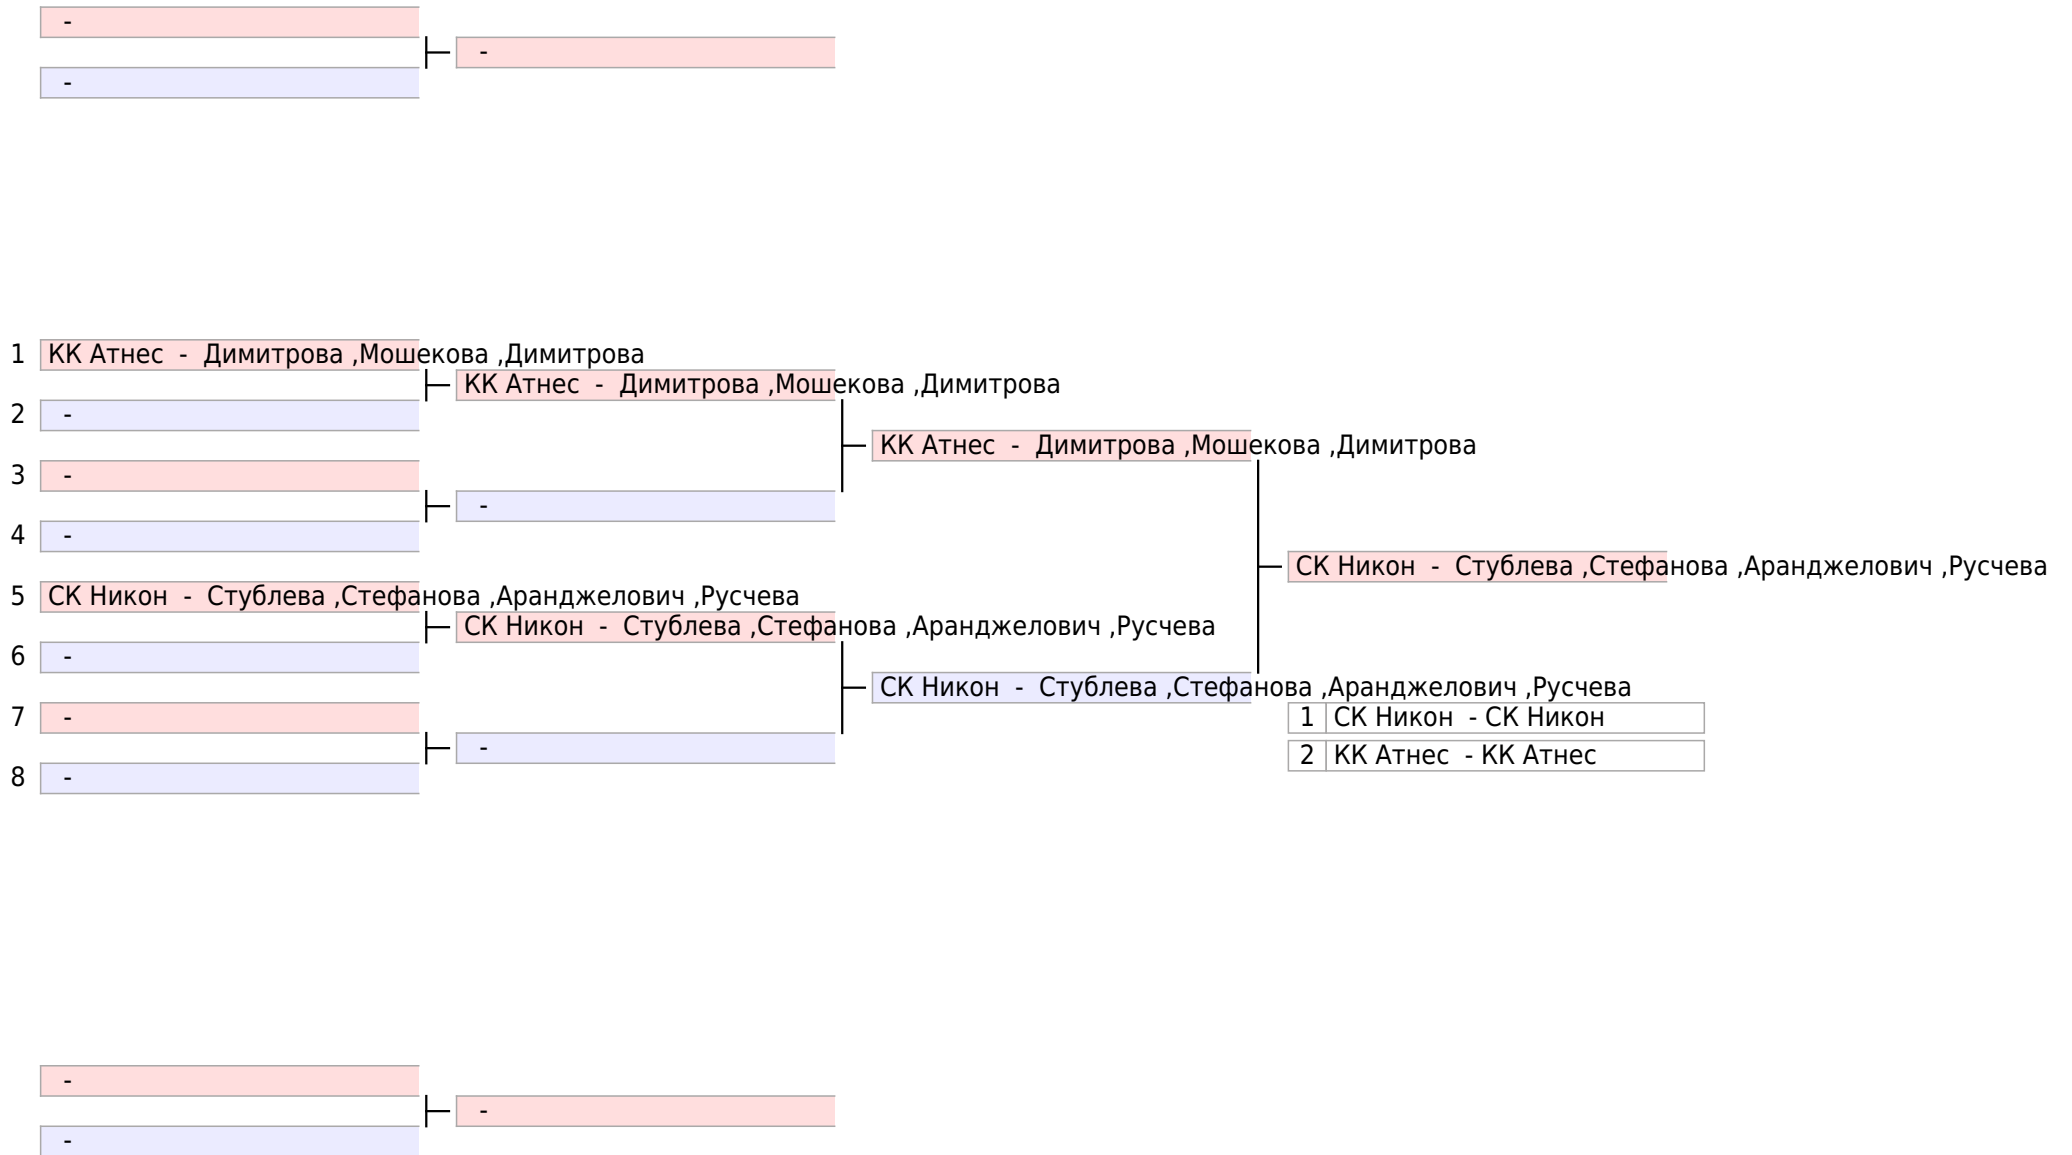 -
-
-
1 КК Атнес - Димитрова ,Мошекова ,Димитрова
КК Атнес - Димитрова ,Мошекова ,Димитрова
2 -
КК Атнес - Димитрова ,Мошекова ,Димитрова
3 -
-
4 -
СК Никон - Стублева ,Стефанова ,Аранджелович ,Русчева
5 СК Никон - Стублева ,Стефанова ,Аранджелович ,Русчева
СК Никон - Стублева ,Стефанова ,Аранджелович ,Русчева
6 -
СК Никон - Стублева ,Стефанова ,Аранджелович ,Русчева
7 -
1 СК Никон - СК Никон
-
2 КК Атнес - КК Атнес
8 -
-
-
-